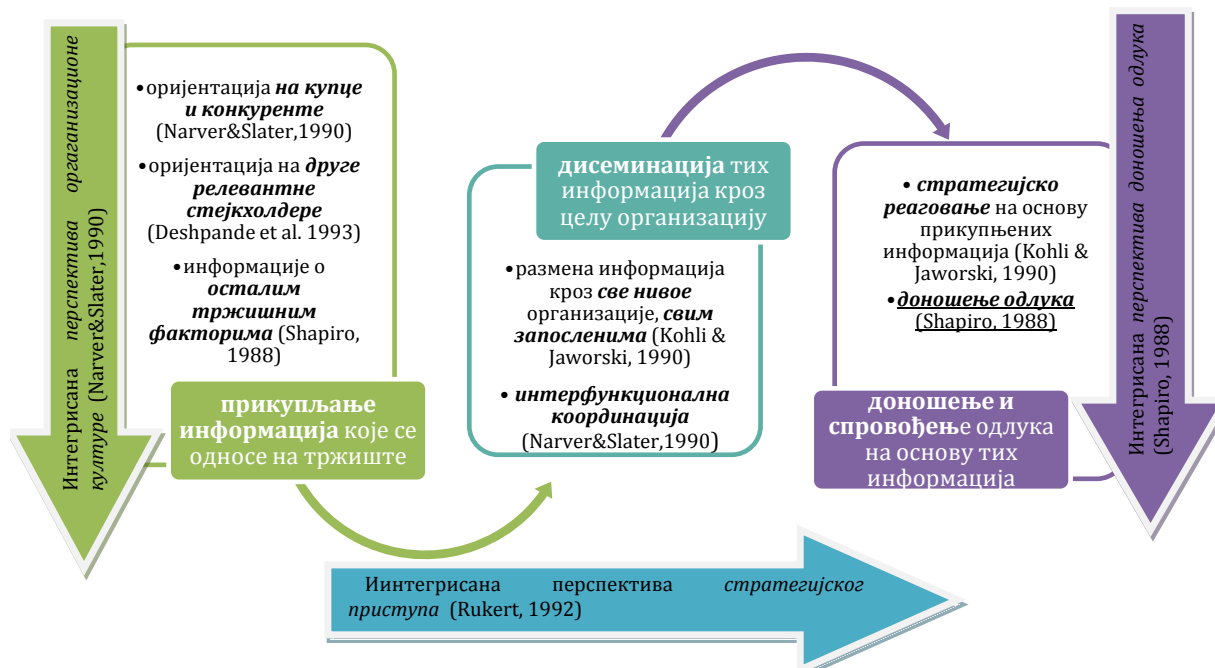 Интегрисана перспектива оргаганизационе
културе (Narver&Slater,1990)
•оријентација на купце
и конкуренте
(Narver&Slater,1990)
•оријентација на друге
релевантне
стејкхолдере
(Deshpande et al. 1993)
•информације о
осталим
тржишним
факторима (Shapiro,
1988)
прикупљање
информација које се
односе на тржиште
дисеминација тих
информација кроз
целу организацију
•размена информација
кроз све нивое
организације, свим
запосленима (Kohli &
Jaworski, 1990)
• интерфункционална
координација
(Narver&Slater,1990)
• стратегијско
реаговање на основу
прикупњених
информација (Kohli &
Jaworski, 1990)
•доношење одлука
(Shapiro, 1988)
доношење и
спровођење одлука
на основу тих
информација
Интегрисана перспектива доношења одлука
(Shapiro, 1988)
Иинтегрисана перспектива стратегијског
приступа (Rukert, 1992)